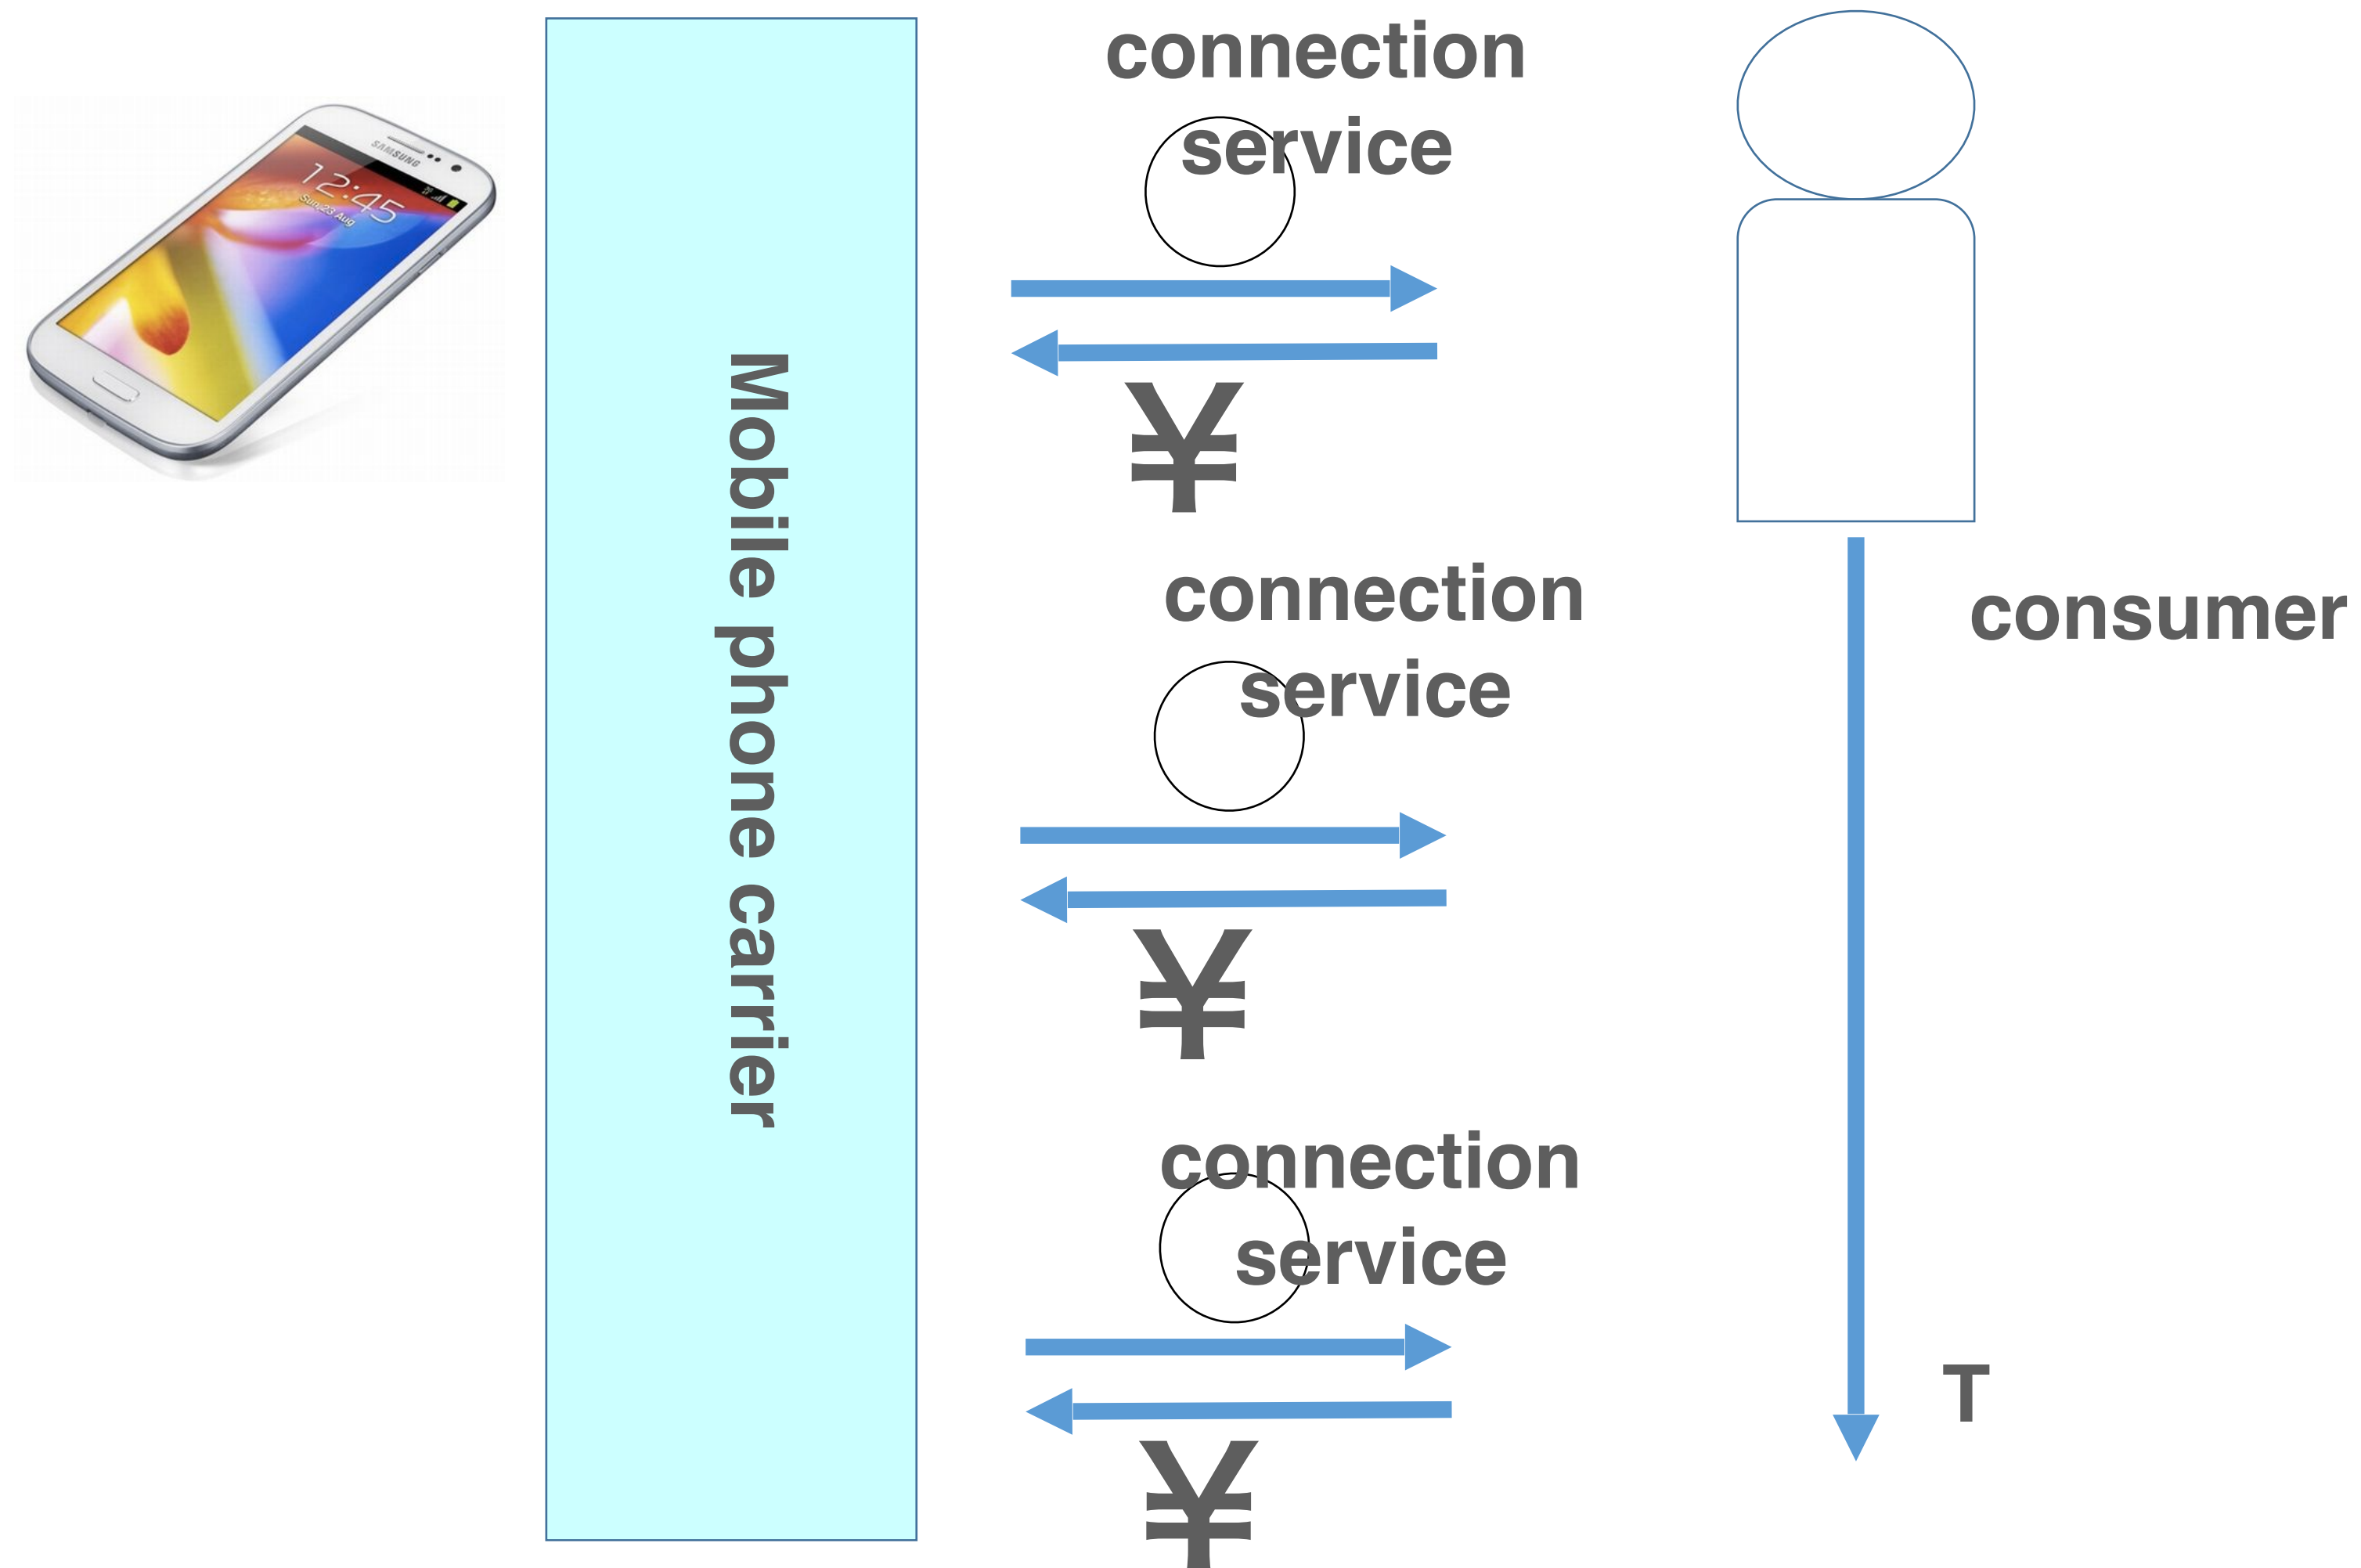 SAMSUNG
12:45
Sun, 23 Aug
Mobile phone carrier
connection
service
¥
connection
service
¥
connection
service
¥
consumer
T